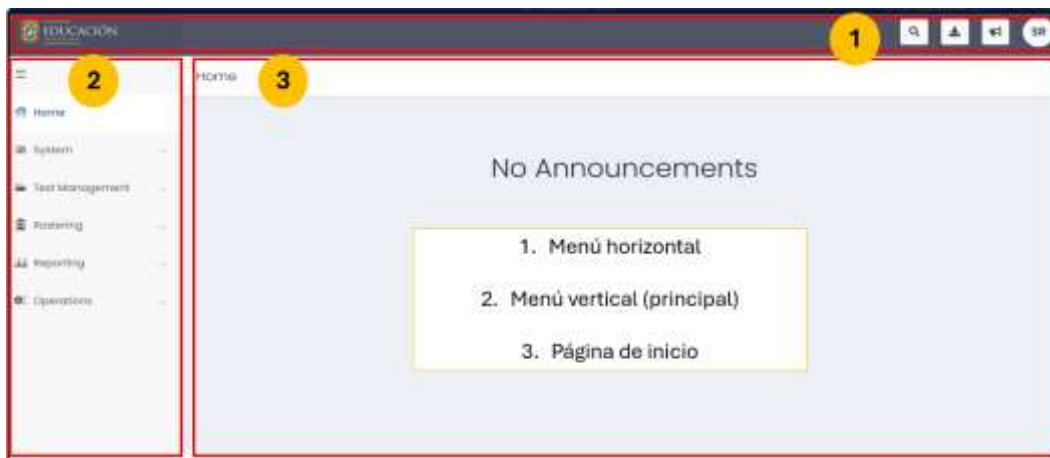 EDUCACIÓN
1
SR
2
Home
3
Home
System
Test Management
Rostering
Reporting
Operations
No Announcements
1. Menú horizontal
2. Menú vertical (principal)
3. Página de inicio